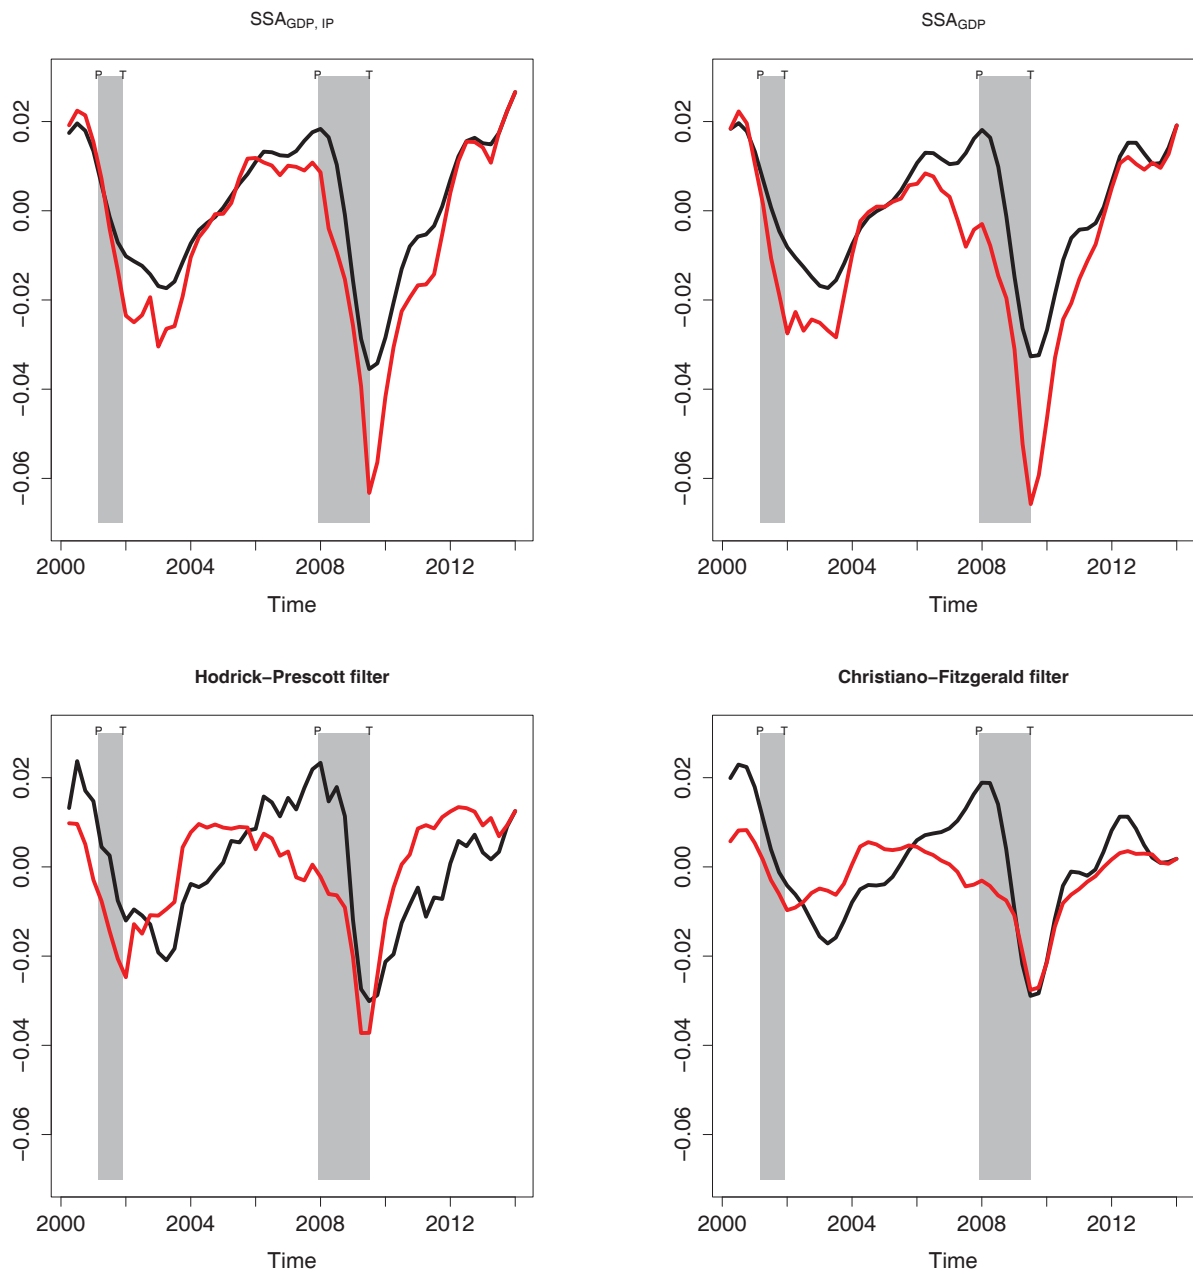 SSA_GDP, IP
P T P T
0.02
0.00
−0.02
−0.04
−0.06
2000 2004 2008 2012
Time
SSA_GDP
P T P T
0.02
0.00
−0.02
−0.04
−0.06
2000 2004 2008 2012
Time
Hodrick−Prescott filter
P T P T
0.02
0.00
−0.02
−0.04
−0.06
2000 2004 2008 2012
Time
Christiano−Fitzgerald filter
P T P T
0.02
0.00
−0.02
−0.04
−0.06
2000 2004 2008 2012
Time